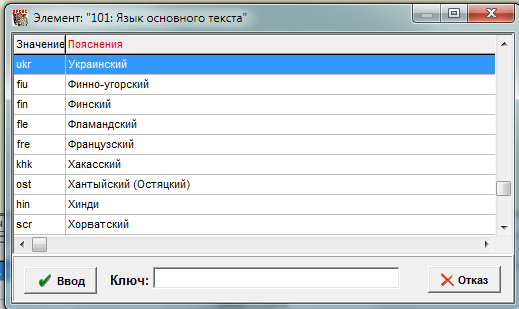 Элемент: "101: Язык основного текста"
Значение Пояснения
ukr Украинский
fiu Финно-угорский
fin Финский
fle Фламандский
fre Французский
khk Хакасский
ost Хантыйский (Остяцкий)
hin Хинди
scr Хорватский
Ввод Ключ: Отказ